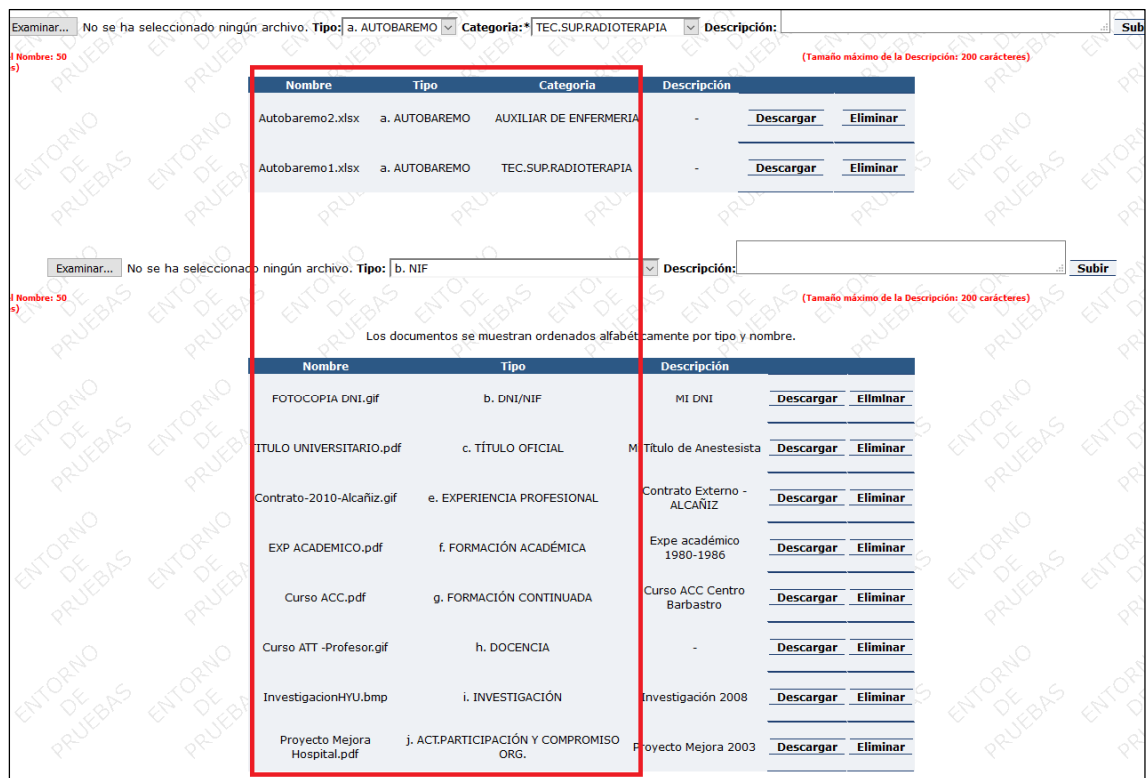 Examinar... No se ha seleccionado ningún archivo. Tipo: a. AUTOBAREMO Categoria:* TEC.SUP.RADIOTERAPIA Descripción: Sub
l Nombre: 50 (Tamaño máximo de la Descripción: 200 carácteres)
s)
Nombre Tipo Categoria Descripción
Autobaremo2.xlsx a. AUTOBAREMO AUXILIAR DE ENFERMERIA - Descargar Eliminar
Autobaremo1.xlsx a. AUTOBAREMO TEC.SUP.RADIOTERAPIA - Descargar Eliminar
Examinar... No se ha seleccionado ningún archivo. Tipo: b. NIF Descripción: Subir
l Nombre: 50 (Tamaño máximo de la Descripción: 200 carácteres)
s)
Los documentos se muestran ordenados alfabéticamente por tipo y nombre.
Nombre Tipo Descripción
FOTOCOPIA DNI.gif b. DNI/NIF MI DNI Descargar Eliminar
TITULO UNIVERSITARIO.pdf c. TÍTULO OFICIAL Mi Título de Anestesista Descargar Eliminar
Contrato-2010-Alcañiz.gif e. EXPERIENCIA PROFESIONAL Contrato Externo - Descargar Eliminar
ALCAÑIZ
EXP ACADEMICO.pdf f. FORMACIÓN ACADÉMICA Expe académico Descargar Eliminar
1980-1986
Curso ACC.pdf g. FORMACIÓN CONTINUADA Curso ACC Centro Descargar Eliminar
Barbastro
Curso ATT -Profesor.gif h. DOCENCIA - Descargar Eliminar
InvestigacionHYU.bmp i. INVESTIGACIÓN Investigación 2008 Descargar Eliminar
Proyecto Mejora j. ACT.PARTICIPACIÓN Y COMPROMISO Proyecto Mejora 2003 Descargar Eliminar
Hospital.pdf ORG.
ENTORNO
DE
PRUEBAS